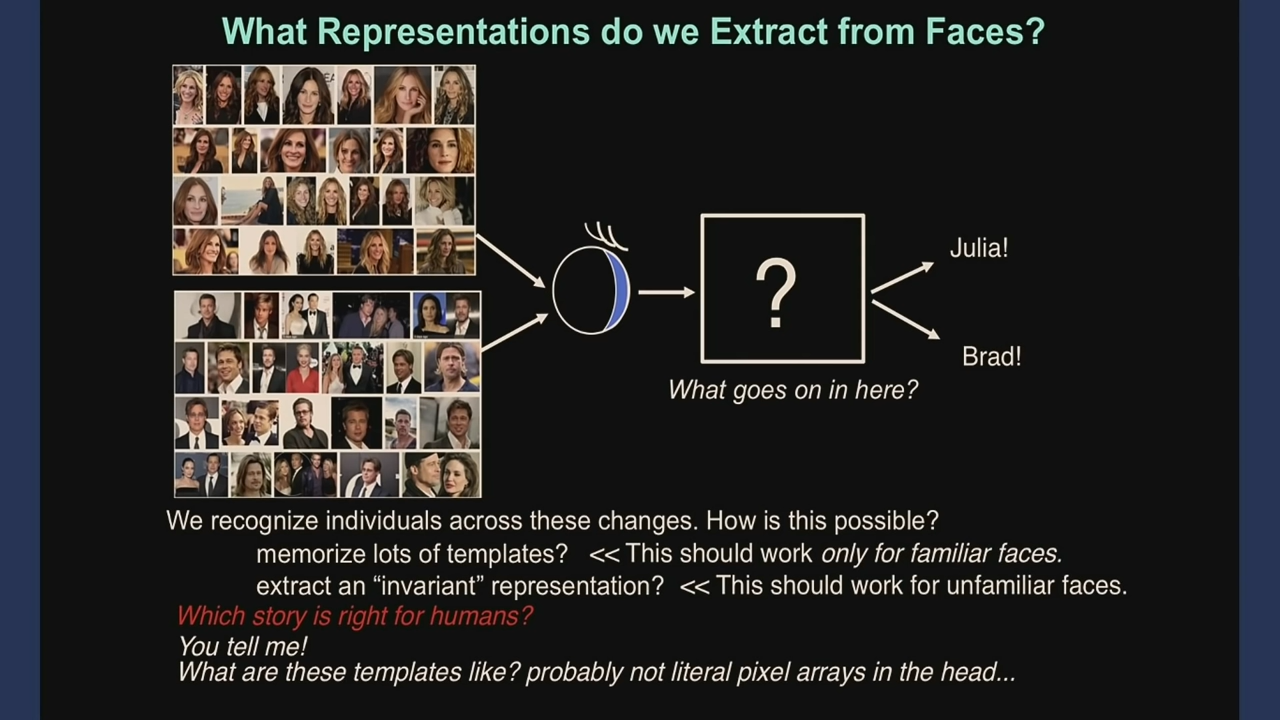 What Representations do we Extract from Faces?
Julia!
?
Brad!
What goes on in here?
We recognize individuals across these changes. How is this possible?
memorize lots of templates? << This should work only for familiar faces.
extract an “invariant” representation? << This should work for unfamiliar faces.
Which story is right for humans?
You tell me!
What are these templates like? probably not literal pixel arrays in the head...